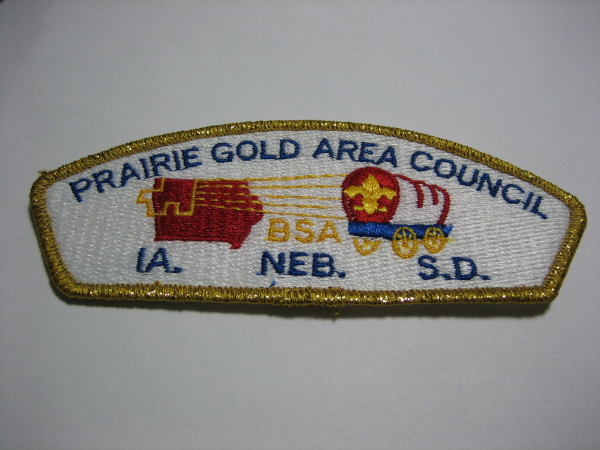 PRAIRIE GOLD AREA COUNCIL
BSA
IA. NEB. S.D.